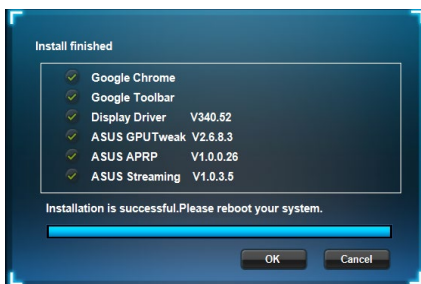 Install finished
Google Chrome
Google Toolbar
Display Driver V340.52
ASUS GPUTweak V2.6.8.3
ASUS APRP V1.0.0.26
ASUS Streaming V1.0.3.5
Installation is successful.Please reboot your system.
OK Cancel